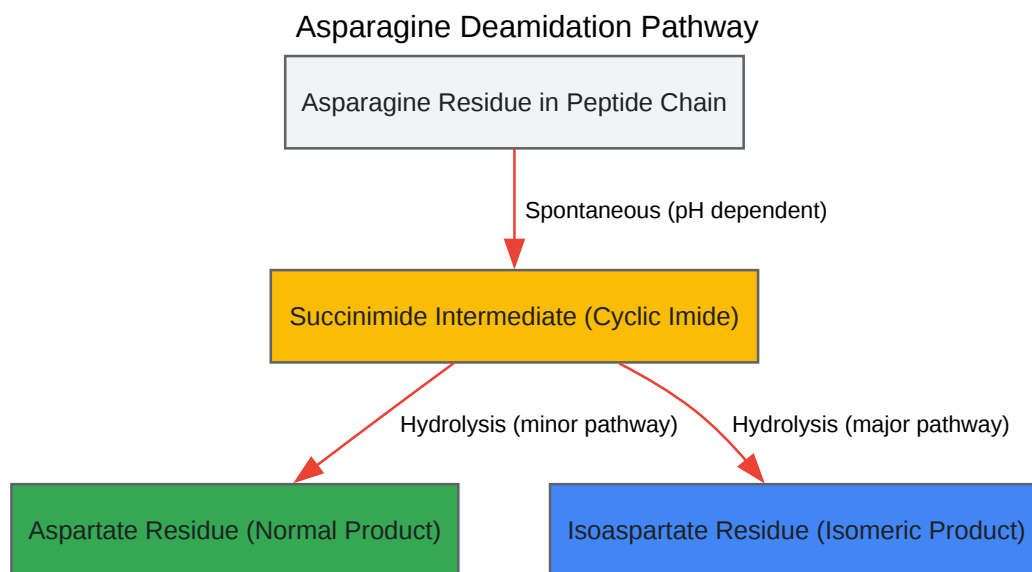 Asparagine Deamidation Pathway
Asparagine Residue in Peptide Chain
Spontaneous (pH dependent)
Succinimide Intermediate (Cyclic Imide)
Hydrolysis (minor pathway)
Hydrolysis (major pathway)
Aspartate Residue (Normal Product)
Isoaspartate Residue (Isomeric Product)